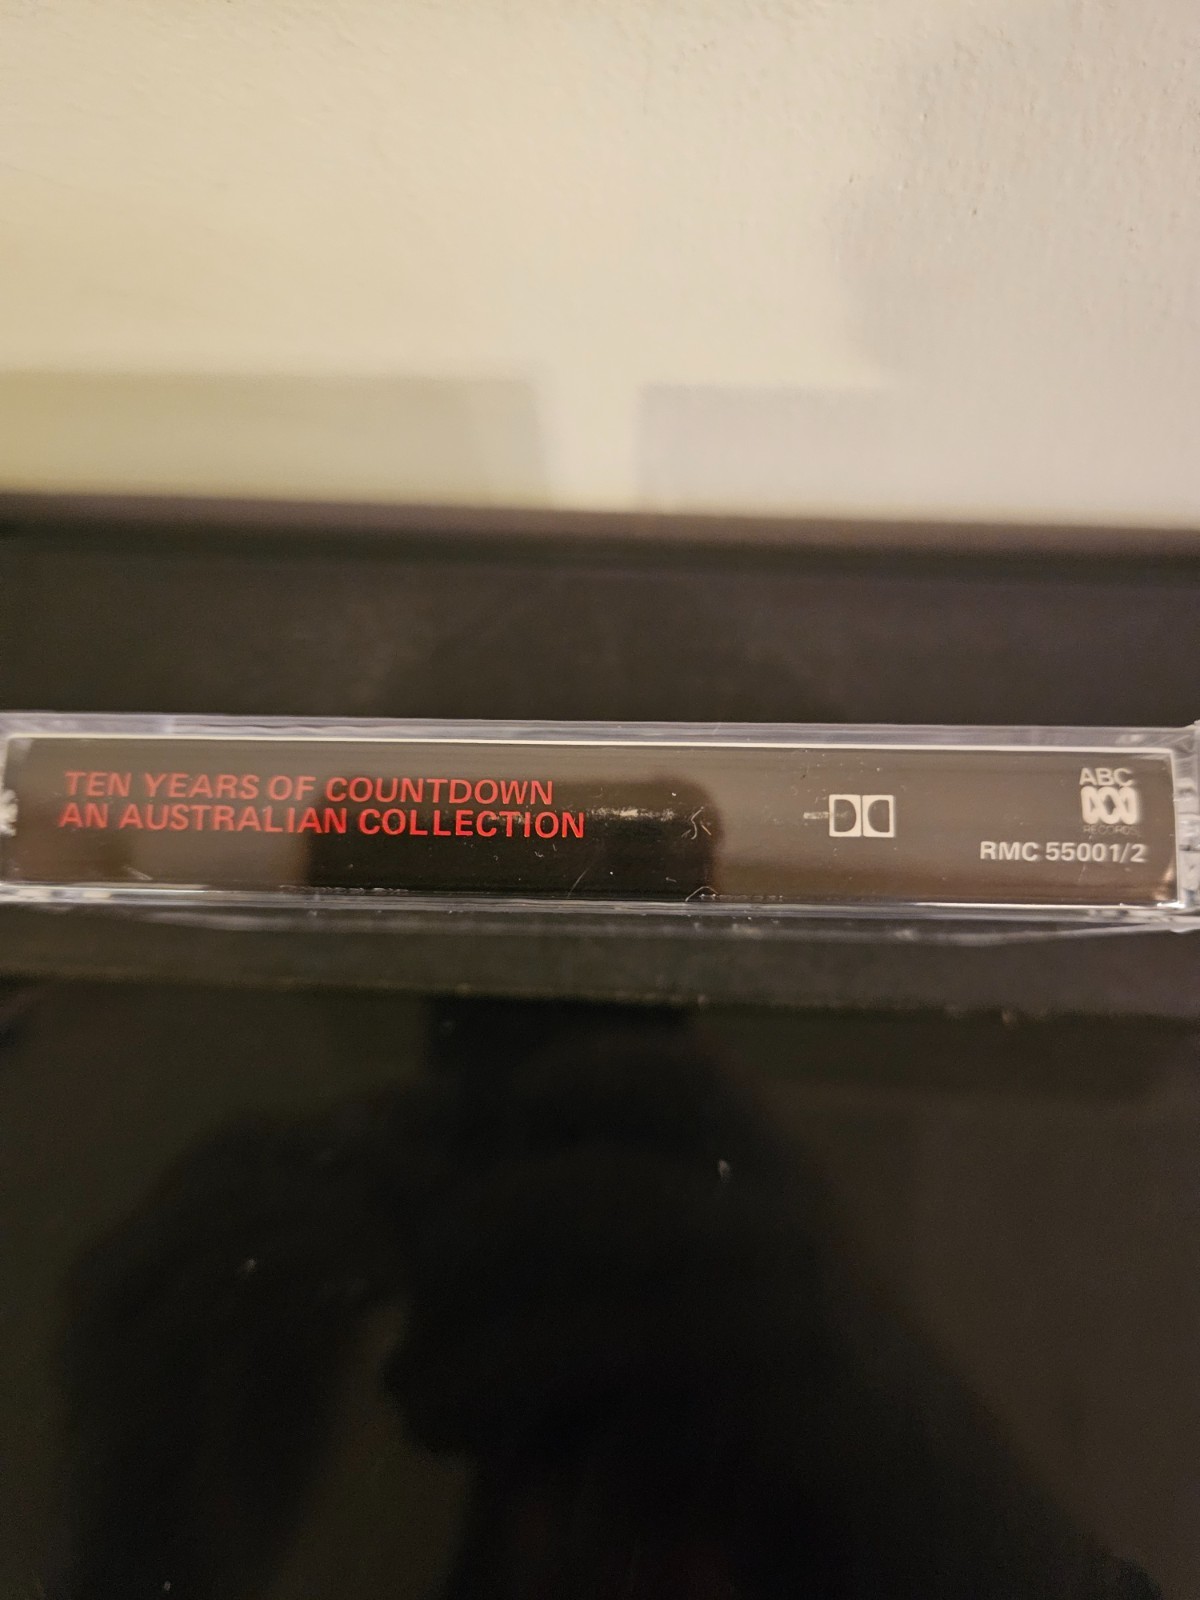 TEN YEARS OF COUNTDOWN
AN AUSTRALIAN COLLECTION
ABC
RECORDS
RMC 55001/2